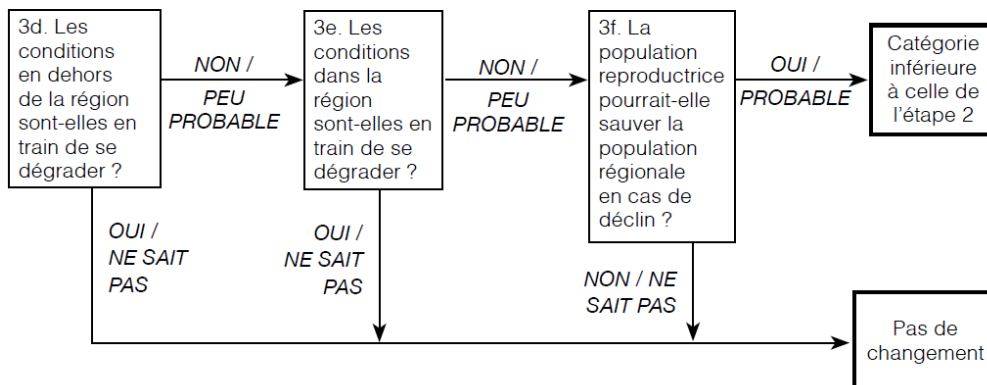 3d. Les
conditions
en dehors
de la région
sont-elles en
train de se
dégrader ?
NON /
PEU
PROBABLE
3e. Les
conditions
dans la
région
sont-elles en
train de se
dégrader ?
NON /
PEU
PROBABLE
3f. La
population
reproductrice
pourrait-elle
sauver la
population
régionale
en cas de
déclin ?
OUI /
PROBABLE
Catégorie
inférieure
à celle de
l'étape 2
OUI /
NE SAIT
PAS
OUI /
NE SAIT
PAS
NON / NE
SAIT PAS
Pas de
changement